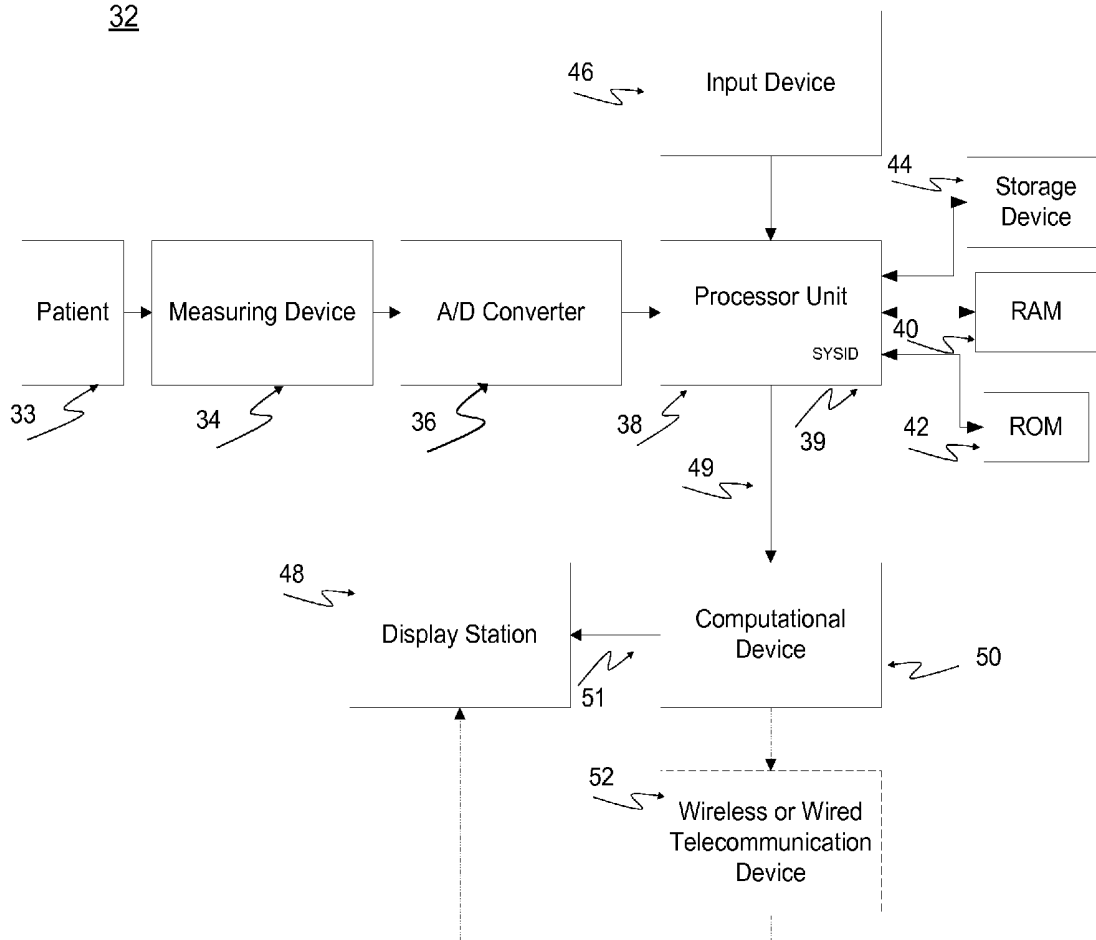 32
46
Input Device
44
Storage
Device
Patient
Measuring Device
A/D Converter
Processor Unit
SYSID
RAM
40
33
34
36
38
39
42
ROM
49
48
Display Station
Computational
Device
51
50
52
Wireless or Wired
Telecommunication
Device